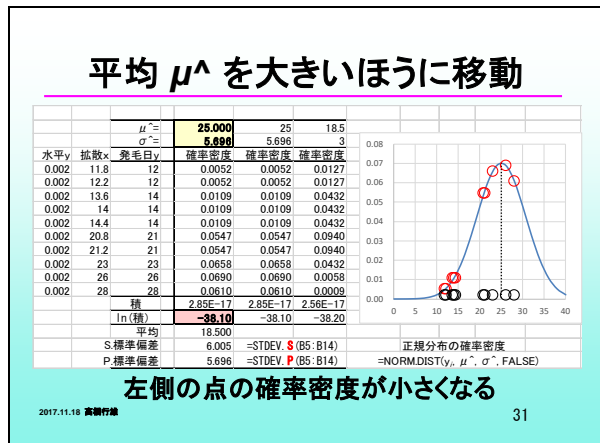 平均 μ^ を大きいほうに移動
μ^= 25.000 25 18.5
σ^= 5.696 5.696 3
水平y 拡散x 発毛日y 確率密度 確率密度 確率密度
0.002 11.8 12 0.0052 0.0052 0.0127
0.002 12.2 12 0.0052 0.0052 0.0127
0.002 13.6 14 0.0109 0.0109 0.0432
0.002 14 14 0.0109 0.0109 0.0432
0.002 14.4 14 0.0109 0.0109 0.0432
0.002 20.8 21 0.0547 0.0547 0.0940
0.002 21.2 21 0.0547 0.0547 0.0940
0.002 23 23 0.0658 0.0658 0.0432
0.002 26 26 0.0690 0.0690 0.0058
0.002 28 28 0.0610 0.0610 0.0009
積 2.85E-17 2.85E-17 2.56E-17
ln(積) -38.10 -38.10 -38.20
平均 18.500
S.標準偏差 6.005 =STDEV.S(B5:B14)
P.標準偏差 5.696 =STDEV.P(B5:B14)
0.08
0.07
0.06
0.05
0.04
0.03
0.02
0.01
0.00
0 5 10 15 20 25 30 35 40
正規分布の確率密度
=NORM.DIST(yᵢ, μ^, σ^, FALSE)
左側の点の確率密度が小さくなる
2017.11.18 高橋行雄
31